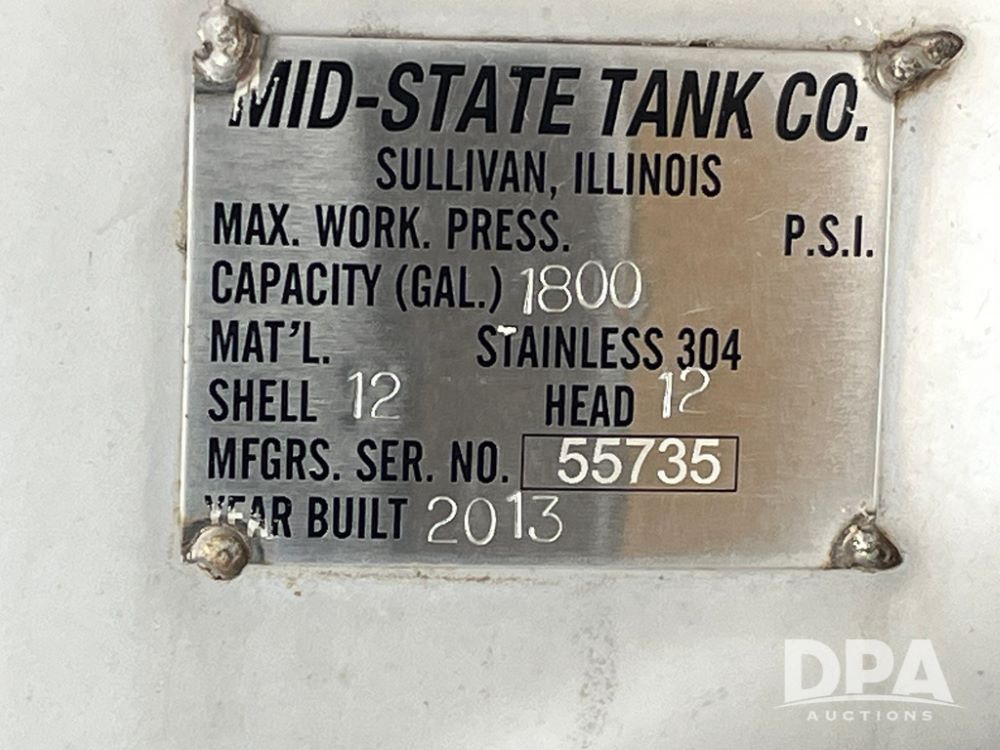 MID-STATE TANK CO.
SULLIVAN, ILLINOIS
MAX. WORK. PRESS. P.S.I.
CAPACITY (GAL.) 1800
MAT'L. STAINLESS 304
SHELL 12 HEAD 12
MFGRS. SER. NO. 55735
YEAR BUILT 2013
DPA
AUCTIONS